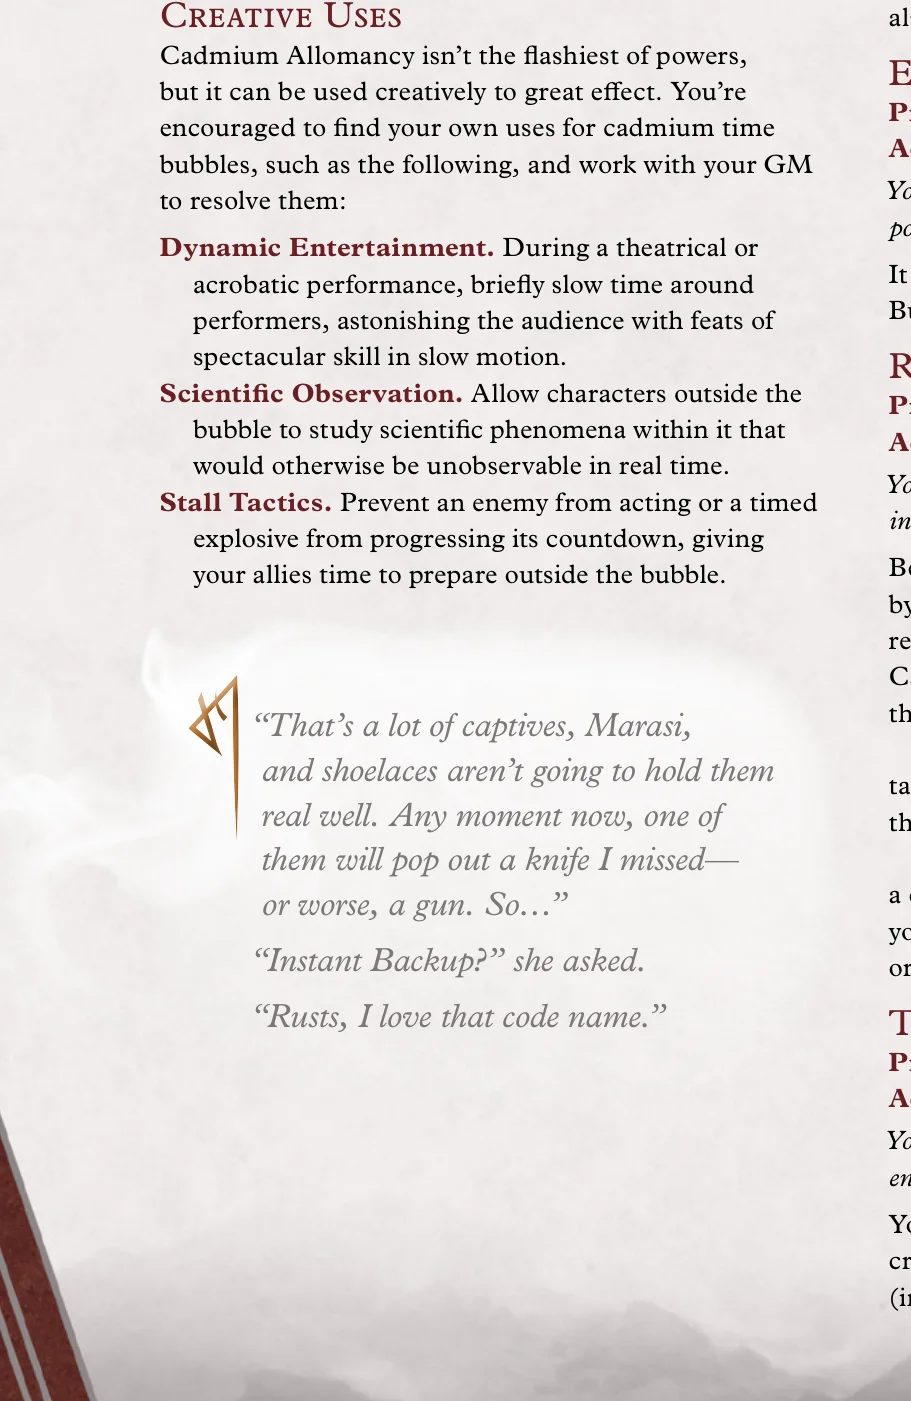 Creative Uses
Cadmium Allomancy isn’t the flashiest of powers,
but it can be used creatively to great effect. You’re
encouraged to find your own uses for cadmium time
bubbles, such as the following, and work with your GM
to resolve them:
Dynamic Entertainment. During a theatrical or
acrobatic performance, briefly slow time around
performers, astonishing the audience with feats of
spectacular skill in slow motion.
Scientific Observation. Allow characters outside the
bubble to study scientific phenomena within it that
would otherwise be unobservable in real time.
Stall Tactics. Prevent an enemy from acting or a timed
explosive from progressing its countdown, giving
your allies time to prepare outside the bubble.
“That’s a lot of captives, Marasi,
and shoelaces aren’t going to hold them
real well. Any moment now, one of
them will pop out a knife I missed—
or worse, a gun. So…”
“Instant Backup?” she asked.
“Rusts, I love that code name.”
It
by
a